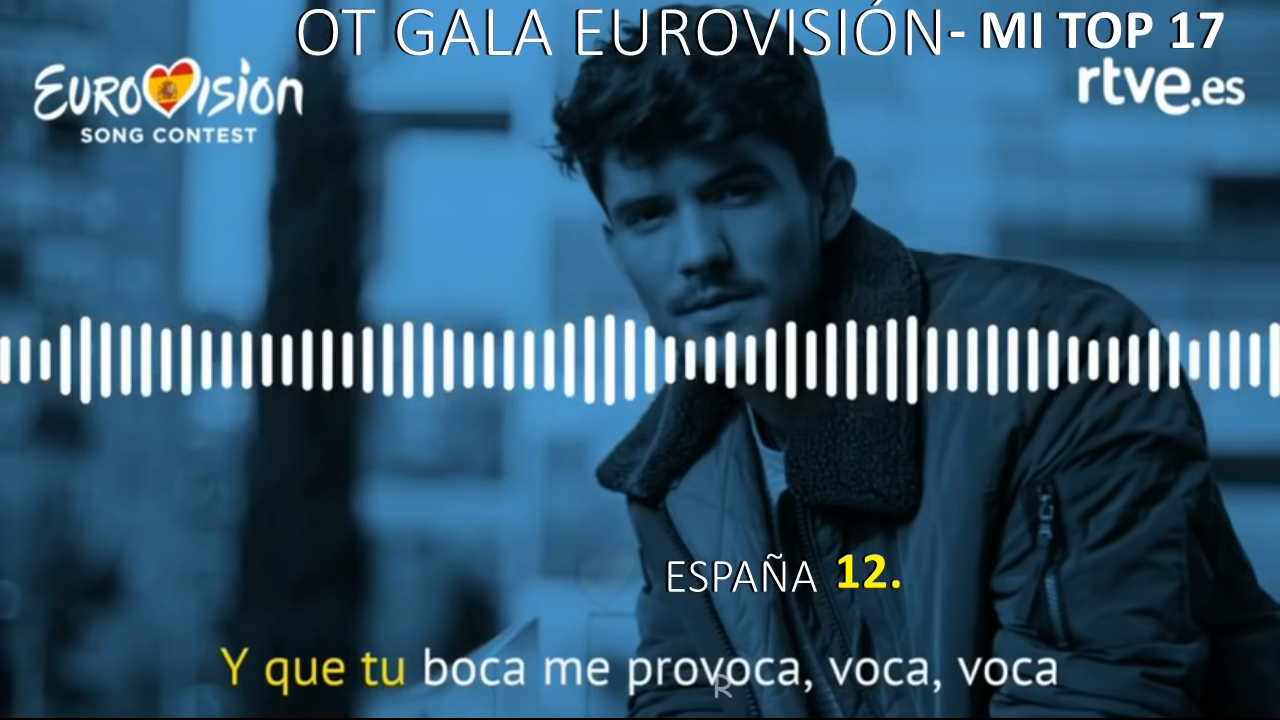 OT GALA EUROVISIÓN- MI TOP 17
EUROVISION
SONG CONTEST
rtve.es
ESPAÑA 12.
Y que tu boca me provoca, voca, voca
R